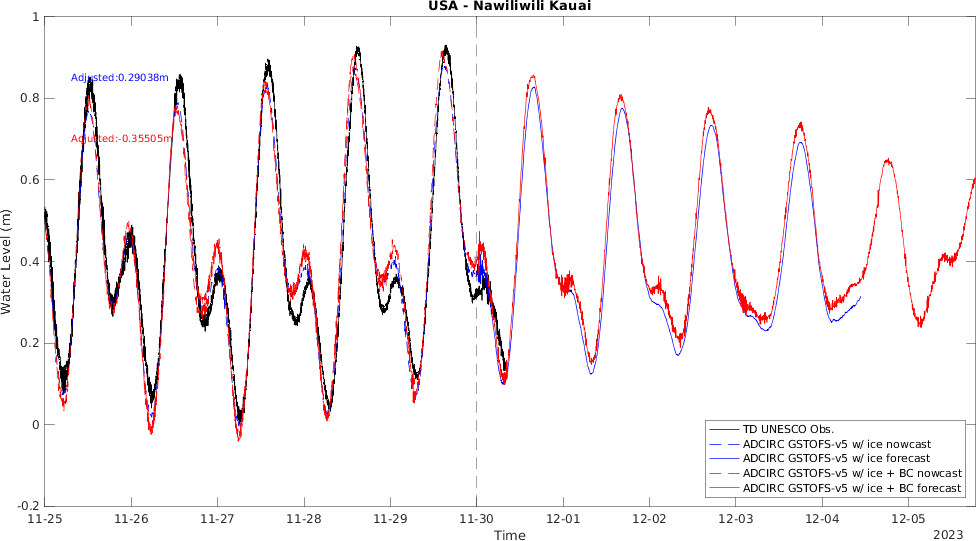 USA - Nawiliwili Kauai
1
0.8
0.6
0.4
0.2
0
-0.2
Water Level (m)
Adjusted:0.29038m
Adjusted:-0.35505m
TD UNESCO Obs.
ADCIRC GSTOFS-v5 w/ ice nowcast
ADCIRC GSTOFS-v5 w/ ice forecast
ADCIRC GSTOFS-v5 w/ ice + BC nowcast
ADCIRC GSTOFS-v5 w/ ice + BC forecast
11-25 11-26 11-27 11-28 11-29 11-30 12-01 12-02 12-03 12-04 12-05
Time
2023